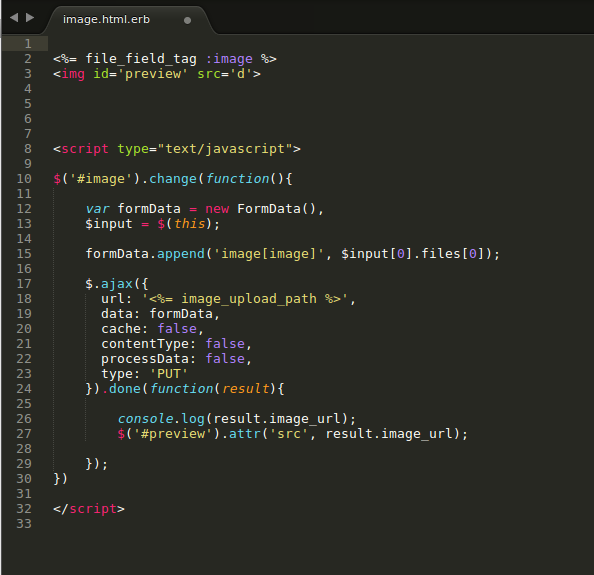 image.html.erb
1
2 <%= file_field_tag :image %>
3 <img id='preview' src='d'>
4
5
6
7
8 <script type="text/javascript">
9
10 $('#image').change(function(){
11
12 var formData = new FormData(),
13 $input = $(this);
14
15 formData.append('image[image]', $input[0].files[0]);
16
17 $.ajax({
18 url: '<%= image_upload_path %>',
19 data: formData,
20 cache: false,
21 contentType: false,
22 processData: false,
23 type: 'PUT'
24 }).done(function(result){
25
26 console.log(result.image_url);
27 $('#preview').attr('src', result.image_url);
28
29 });
30 })
31
32 </script>
33